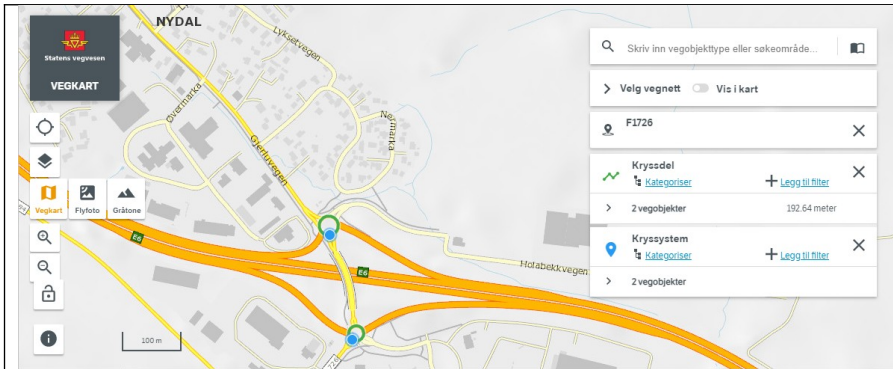 NYDAL
Lyksetvegen
Statens vegvesen
VEGKART
Skriv inn vegobjekttype eller søkeområde...
Velg vegnett
Vis i kart
Øvermarka
Nermarka
F1726
Gjerluvegen
Kryssdel
Kategoriser
Legg til filter
2 vegobjekter
192.64 meter
Vegkart
Flyfoto
Gråtone
E6
Kryssystem
Kategoriser
Legg til filter
Holabekkvegen
E6
2 vegobjekter
100 m